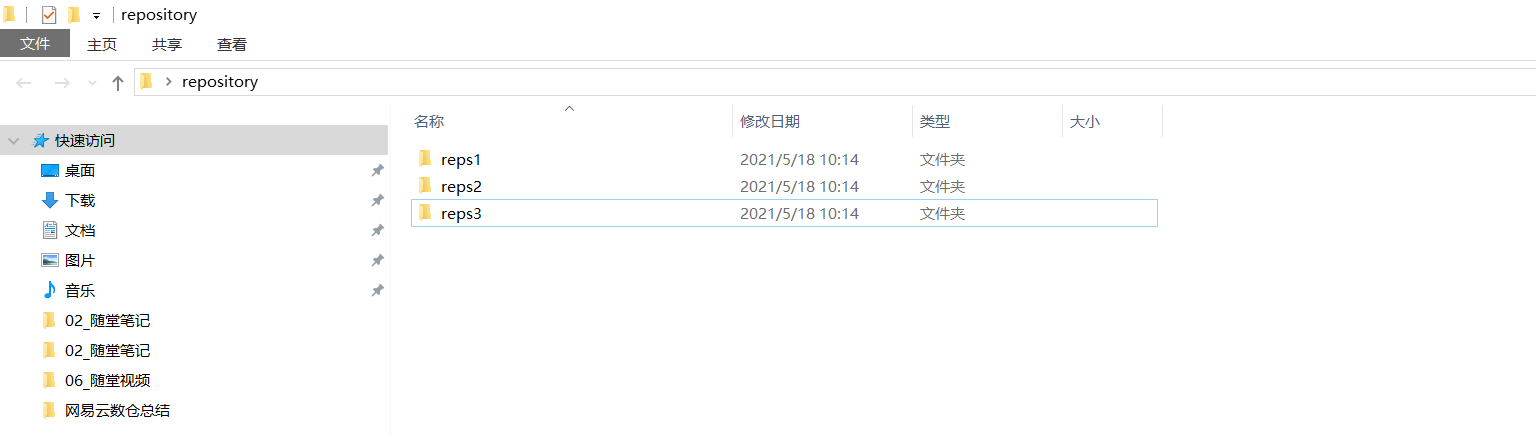 repository
文件 主页 共享 查看
repository
名称 修改日期 类型 大小
快速访问
桌面
下载
文档
图片
音乐
02_随堂笔记
02_随堂笔记
06_随堂视频
网易云数仓总结
reps1 2021/5/18 10:14 文件夹
reps2 2021/5/18 10:14 文件夹
reps3 2021/5/18 10:14 文件夹